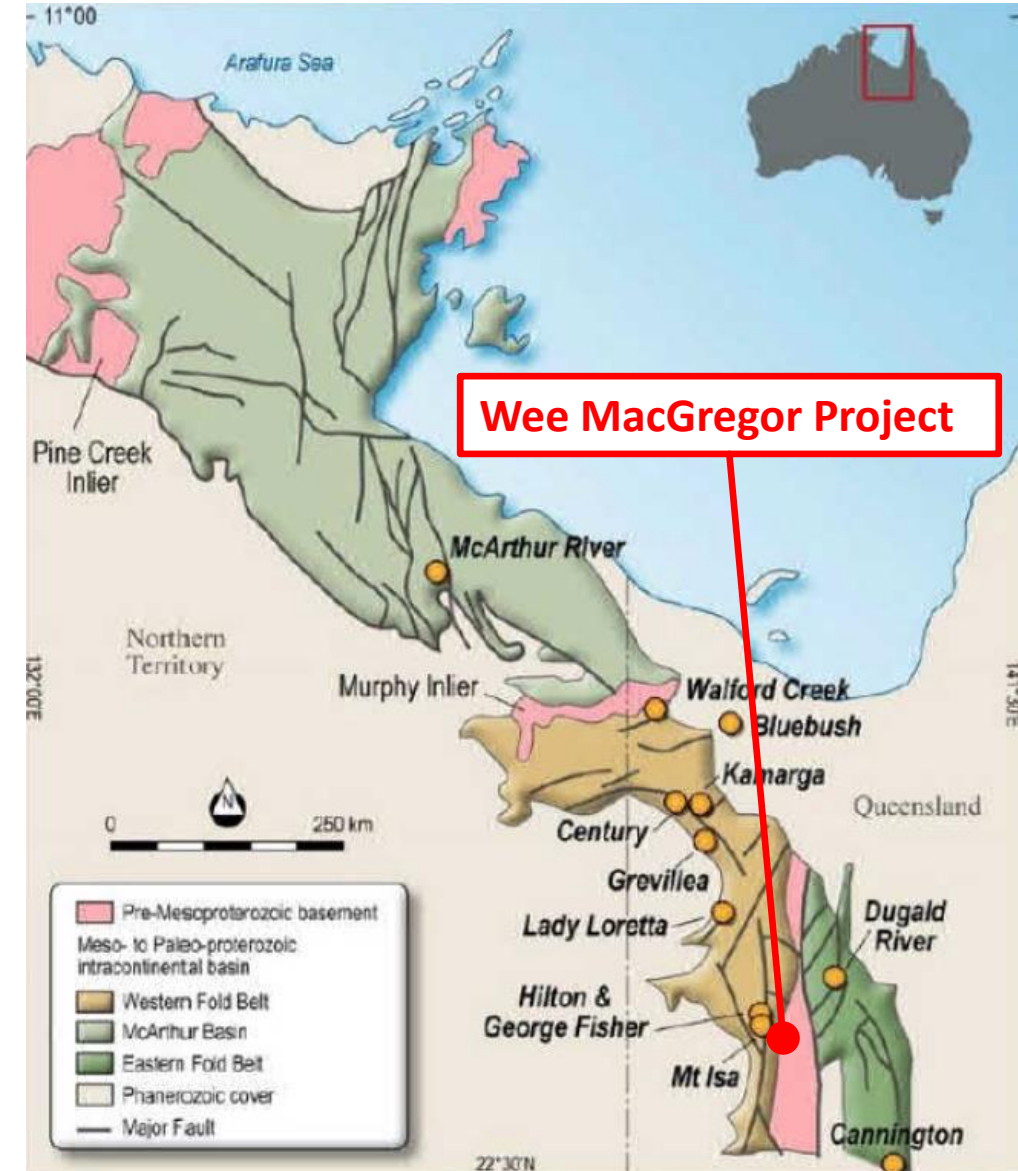 11°00
Arafura Sea
Wee MacGregor Project
Pine Creek
Inlier
McArthur River
Northern
Territory
132°00'E
141°30'E
Murphy Inlier
Walford Creek
Bluebush
Kamarga
Queensland
N
0
250 km
Century
Grevillea
Lady Loretta
Dugald
River
Hilton &
George Fisher
Mt Isa
Cannington
Pre-Mesoproterozoic basement
Meso- to Paleo-proterozoic
intracontinental basin
Western Fold Belt
McArthur Basin
Eastern Fold Belt
Phanerozoic cover
Major Fault
22°30'N